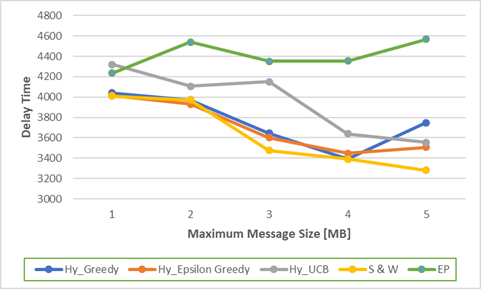 4800
4600
4400
4200
4000
3800
3600
3400
3200
3000
Delay Time
1 2 3 4 5
Maximum Message Size [MB]
Hy_Greedy Hy_Epsilon Greedy Hy_UCB S & W EP